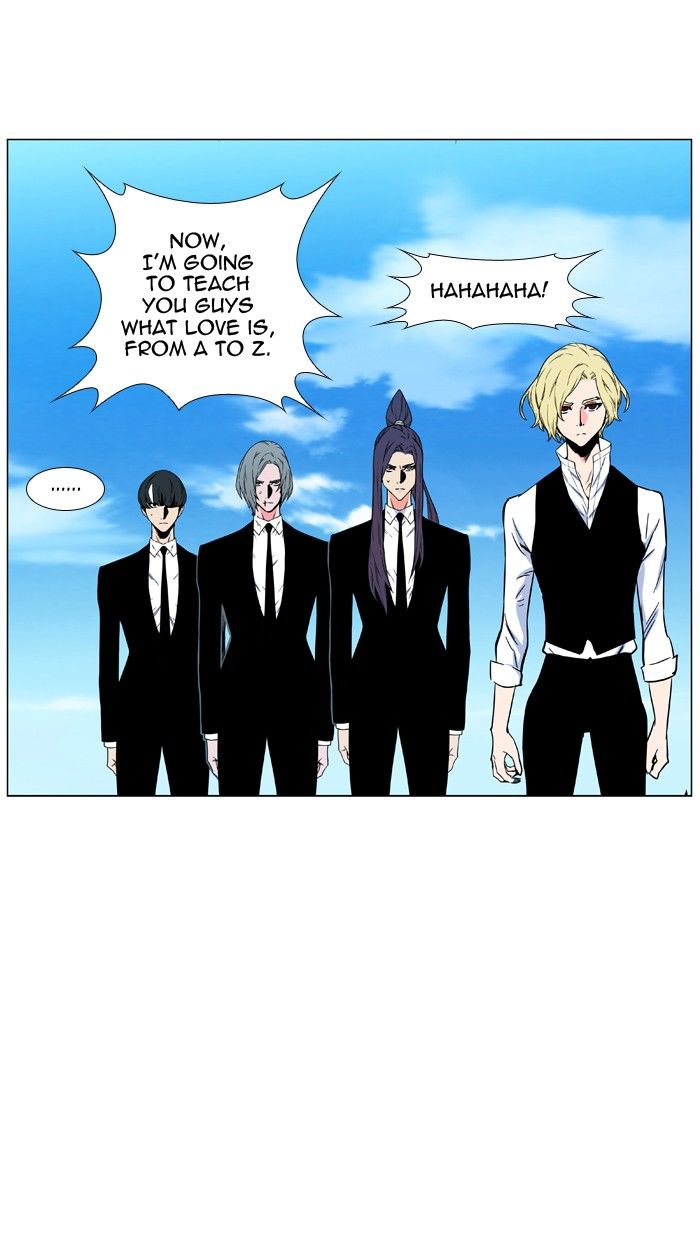 NOW,
I'M GOING
TO TEACH
YOU GUYS
WHAT LOVE IS,
FROM A TO Z.
HAHAHAHA!
......